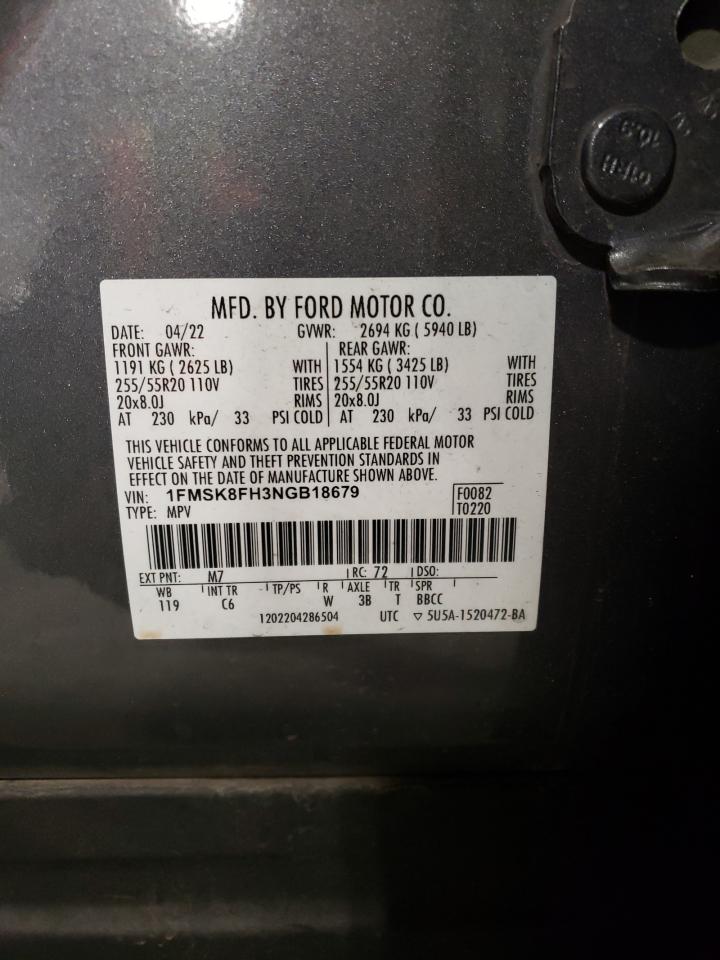 10.9
01RH
MFD. BY FORD MOTOR CO.
DATE: 04/22 GVWR: 2694 KG ( 5940 LB)
FRONT GAWR: REAR GAWR:
1191 KG ( 2625 LB) WITH 1554 KG ( 3425 LB) WITH
255/55R20 110V TIRES 255/55R20 110V TIRES
20x8.0J RIMS 20x8.0J RIMS
AT 230 kPa/ 33 PSI COLD AT 230 kPa/ 33 PSI COLD
THIS VEHICLE CONFORMS TO ALL APPLICABLE FEDERAL MOTOR
VEHICLE SAFETY AND THEFT PREVENTION STANDARDS IN
EFFECT ON THE DATE OF MANUFACTURE SHOWN ABOVE.
VIN: 1FMSK8FH3NGB18679 F0082
TYPE: MPV T0220
EXT PNT: M7 RC: 72 DSO:
WB INT TR TP/PS R AXLE TR SPR
119 C6 W 3B T BBCC
1202204286504 UTC ▽ 5U5A-1520472-BA